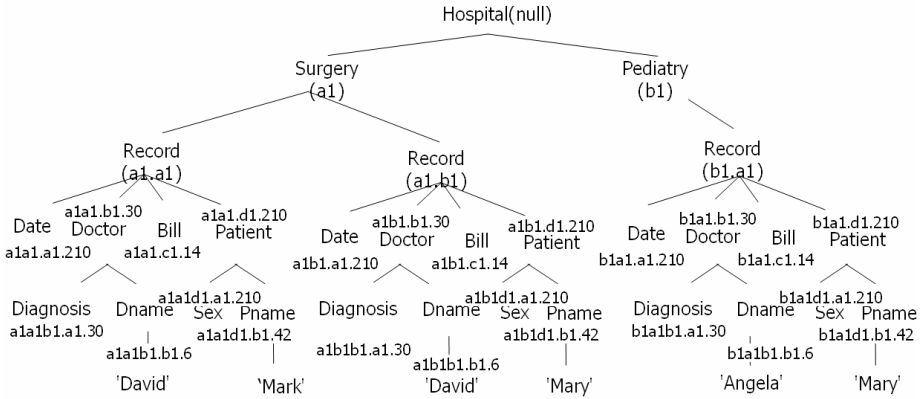 Hospital(null)
Surgery
(a1)
Pediatry
(b1)
Record
(a1.a1)
Record
(a1.b1)
Record
(b1.a1)
a1a1.b1.30
a1a1.d1.210
Date
Doctor
Bill
Patient
a1a1.a1.210
a1a1.c1.14
a1b1.b1.30
a1b1.d1.210
Date
Doctor
Bill
Patient
a1b1.a1.210
a1b1.c1.14
b1a1.b1.30
b1a1.d1.210
Date
Doctor
Bill
Patient
b1a1.a1.210
b1a1.c1.14
a1a1d1.a1.210
Diagnosis
Dname
Sex
Pname
a1a1b1.a1.30
a1a1d1.b1.42
a1a1b1.b1.6
'David'
'Mark'
a1b1d1.a1.210
Diagnosis
Dname
Sex
Pname
a1b1d1.b1.42
a1b1b1.a1.30
a1b1b1.b1.6
'David'
'Mary'
b1a1d1.a1.210
Diagnosis
Dname
Sex
Pname
b1a1b1.a1.30
b1a1d1.b1.42
b1a1b1.b1.6
'Angela'
'Mary'